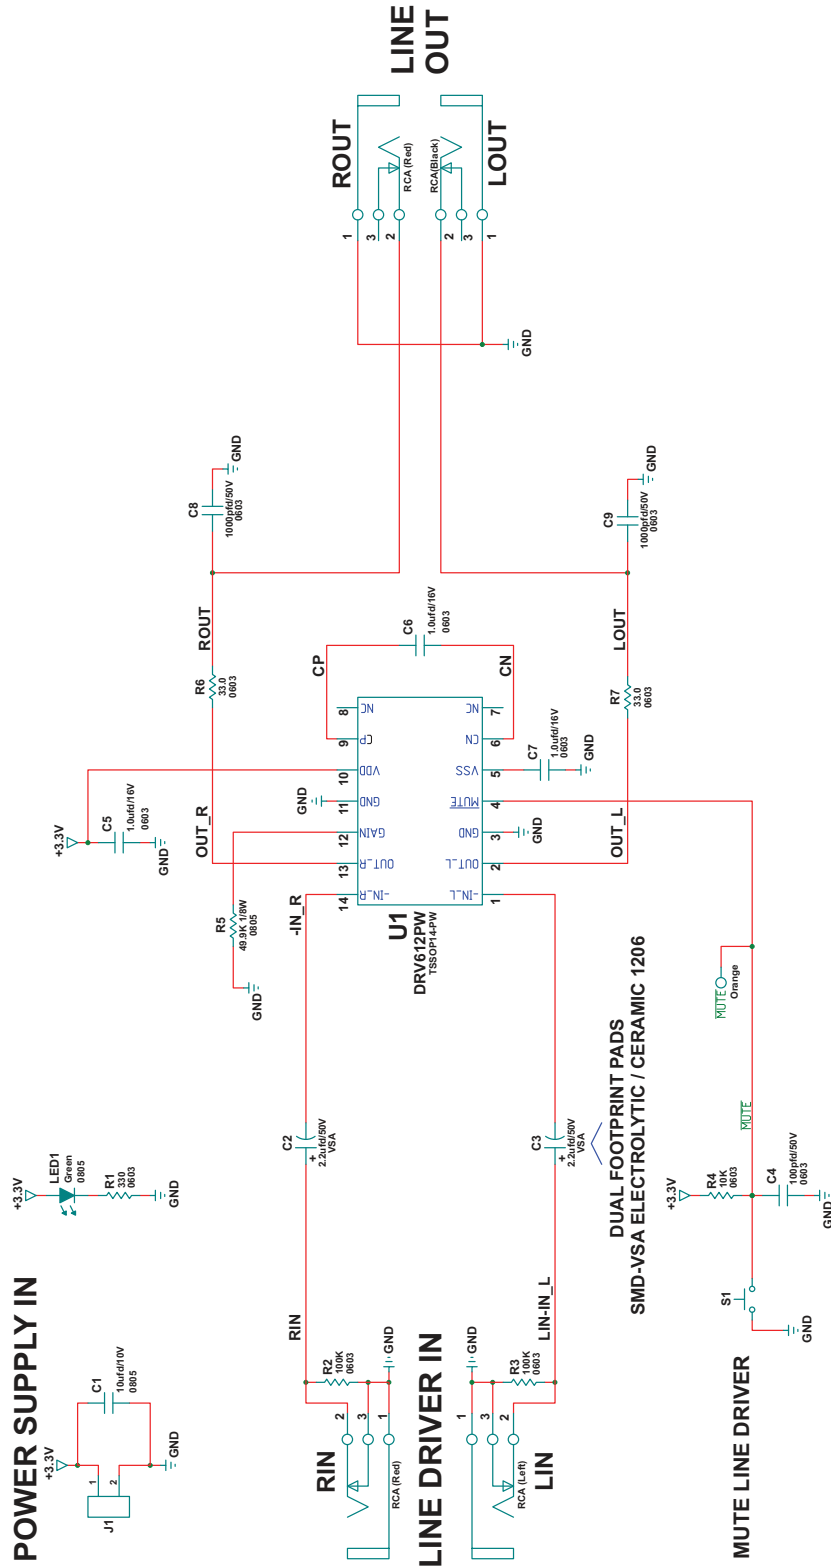 POWER SUPPLY IN
+3.3V
J1
1
2
C1
10ufd/10V
0805
GND
+3.3V
LED1
Green
0805
R1
330
0603
GND
+3.3V
C5
1.0ufd/16V
0603
GND
R5
49.9K 1/8W
0805
GND
OUT_R
R6
33.0
0603
ROUT
C8
1000pfd/50V
0603
GND
LINE DRIVER IN
RIN
RCA (Red)
2
3
1
R2
100K
0603
GND
RIN
C2
+
2.2ufd/50V
VSA
-IN_R
LIN
RCA (Left)
1
3
2
GND
R3
100K
0603
LIN-IN_L
C3
+
2.2ufd/50V
VSA
DUAL FOOTPRINT PADS
SMD-VSA ELECTROLYTIC / CERAMIC 1206
U1
DRV612PW
TSSOP14-PW
14
13
12
11
10
9
8
-IN_R
OUT_R
GAIN
GND
VDD
CP
NC
-IN_L
OUT_L
GND
MUTE
VSS
CN
NC
1
2
3
4
5
6
7
GND
GND
CP
C6
1.0ufd/16V
0603
CN
C7
1.0ufd/16V
0603
GND
OUT_L
R7
33.0
0603
LOUT
C9
1000pfd/50V
0603
GND
ROUT
1
3
2
RCA (Red)
LINE
OUT
RCA(Black)
2
3
1
LOUT
GND
MUTE LINE DRIVER
GND
S1
+3.3V
R4
10K
0603
C4
100pfd/50V
0603
GND
MUTE
MUTE
Orange